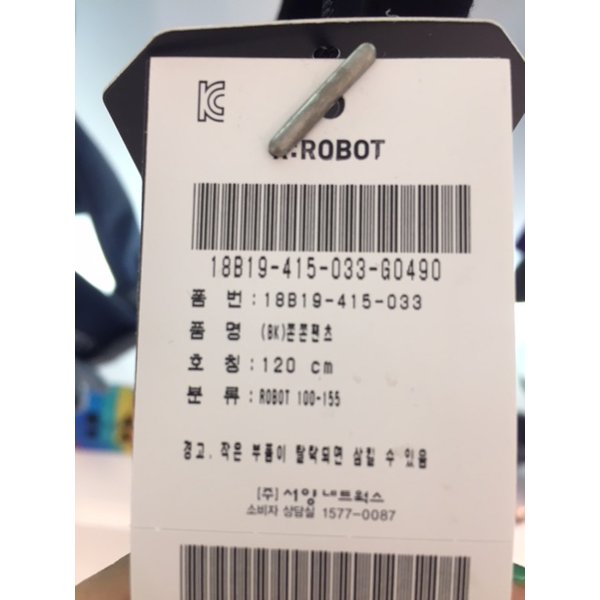 KC
R:ROBOT
18B19-415-033-G0490
품 번 : 18B19-415-033
품 명 (BK)쫀쫀팬츠
호 칭 : 120 cm
분 류 : ROBOT 100-155
경고, 작은 부품이 탈락되면 삼킬 수 있음
(주)서양네트웍스
소비자 상담실 1577-0087